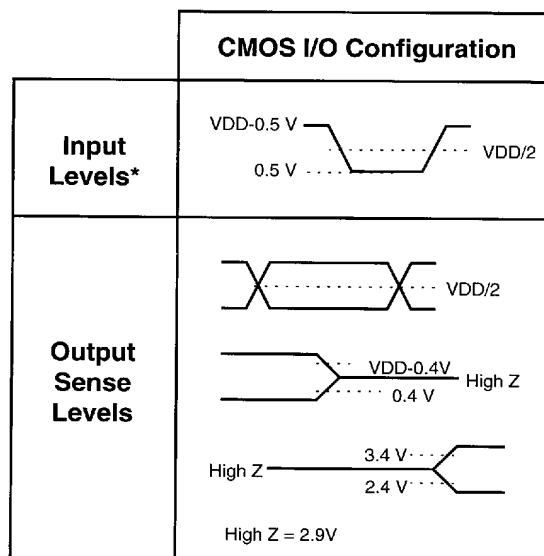 CMOS I/O Configuration
Input
Levels*
VDD-0.5 V
VDD/2
0.5 V
Output
Sense
Levels
VDD/2
VDD-0.4V
High Z
0.4 V
3.4 V
High Z
2.4 V
High Z = 2.9V